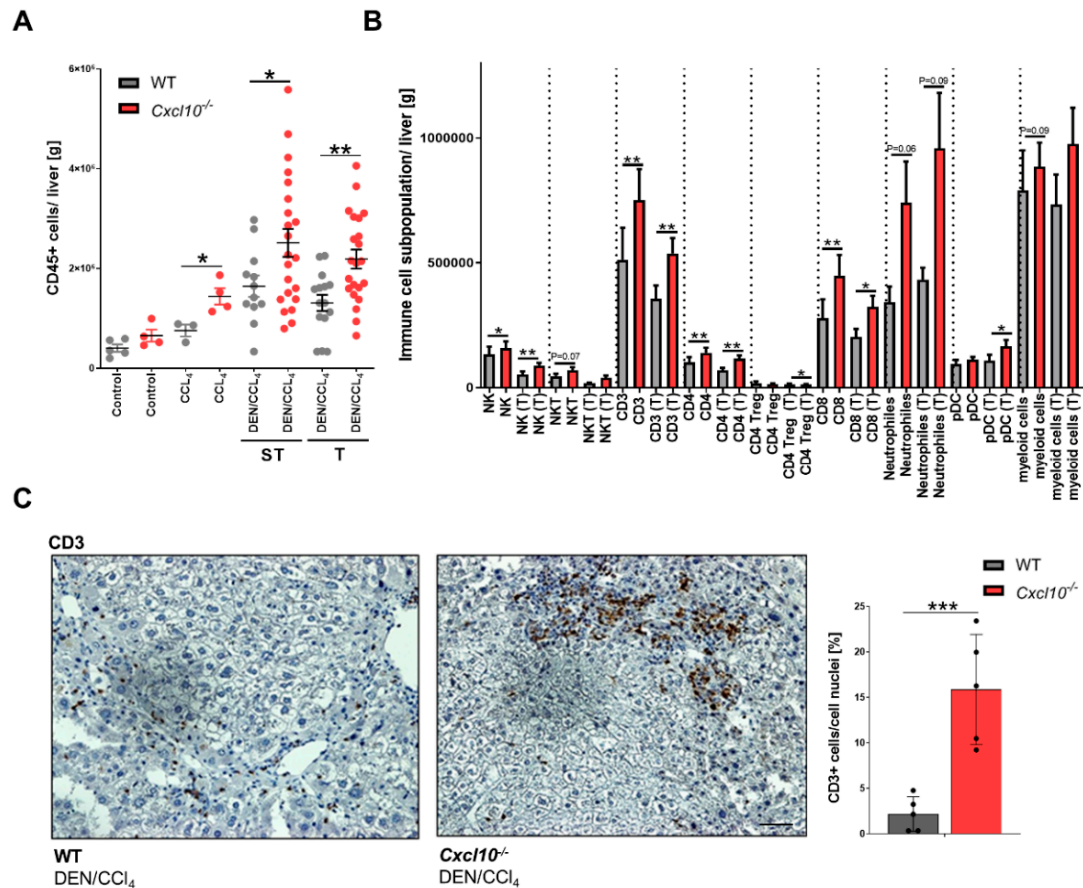 A
WT
Cxcl10-/-
CD45+ cells/ liver [g]
6×10⁶
4×10⁶
2×10⁶
0
*
*
**
Control
Control
CCL₄
CCL₄
DEN/CCL₄
DEN/CCL₄
DEN/CCL₄
DEN/CCL₄
ST
T
B
Immune cell subpopulation/ liver [g]
1000000
500000
0
*
**
P=0.07
**
**
**
**
*
**
*
P=0.06
P=0.09
*
P=0.09
NK
NK
NK (T)
NK (T)
NKT
NKT
NKT (T)
NKT (T)
CD3
CD3
CD3 (T)
CD3 (T)
CD4
CD4
CD4 (T)
CD4 (T)
CD4 Treg
CD4 Treg
CD4 Treg (T)
CD4 Treg (T)
CD8
CD8
CD8 (T)
CD8 (T)
Neutrophiles
Neutrophiles
Neutrophiles (T)
Neutrophiles (T)
pDC
pDC
pDC (T)
pDC (T)
myeloid cells
myeloid cells
myeloid cells (T)
myeloid cells (T)
C
CD3
WT
DEN/CCl₄
Cxcl10-/-
DEN/CCl₄
WT
Cxcl10-/-
CD3+ cells/cell nuclei [%]
25
20
15
10
5
0
***